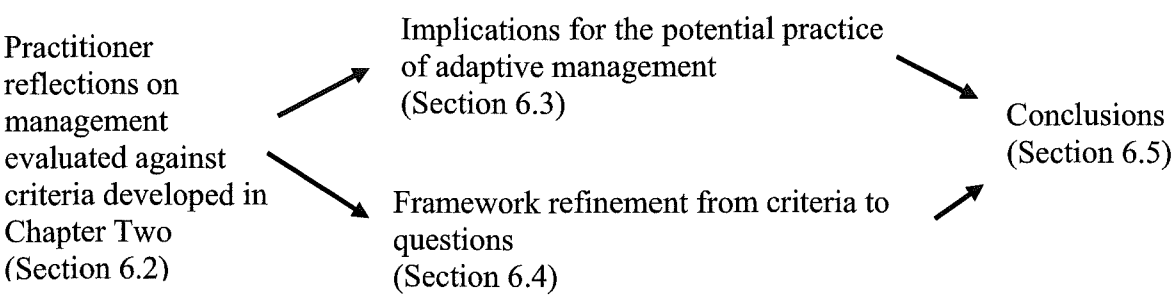 Practitioner
reflections on
management
evaluated against
criteria developed in
Chapter Two
(Section 6.2)
Implications for the potential practice
of adaptive management
(Section 6.3)
Framework refinement from criteria to
questions
(Section 6.4)
Conclusions
(Section 6.5)